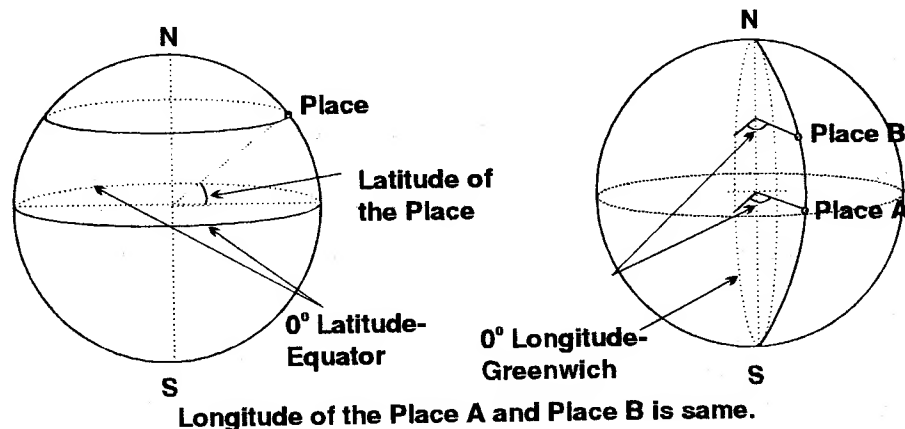 N
Place
Latitude of
the Place
0° Latitude-
Equator
S
N
Place B
Place A
0° Longitude-
Greenwich
S
Longitude of the Place A and Place B is same.